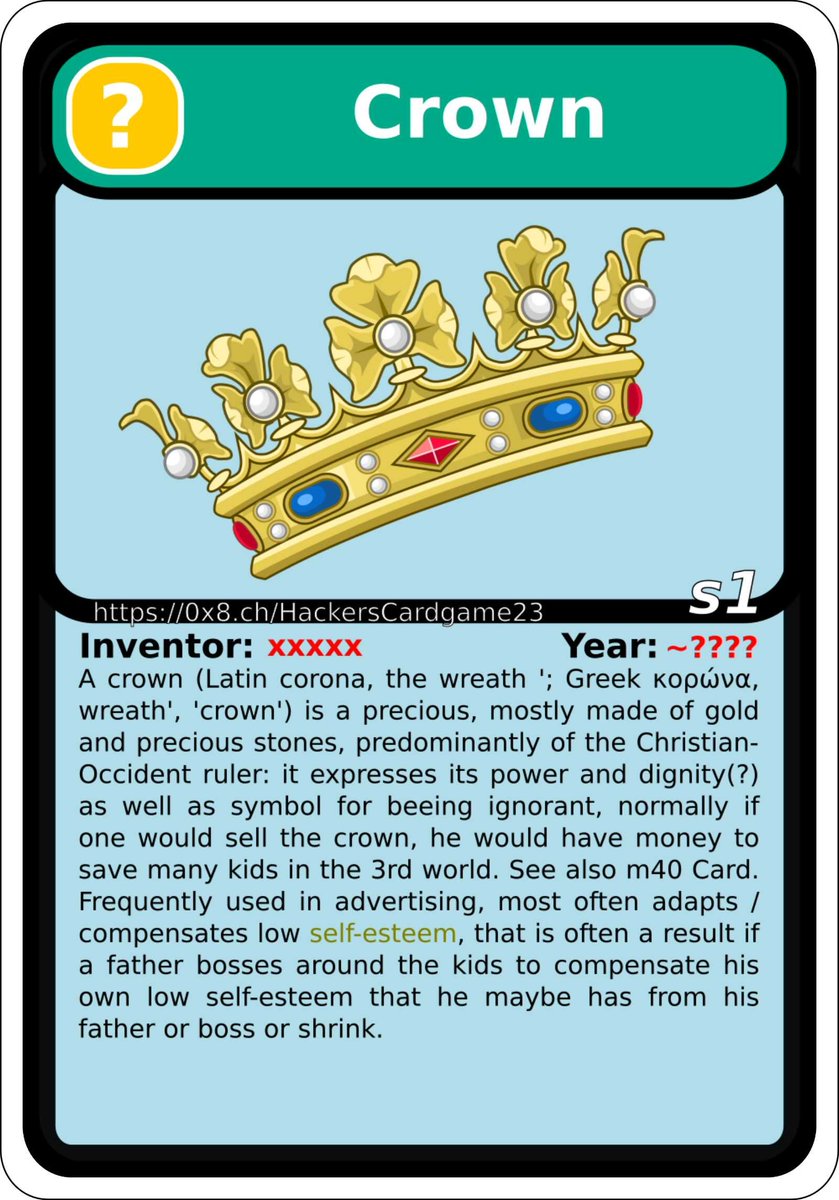 ?
Crown
s1
https://0x8.ch/HackersCardgame23
Inventor: xxxxx Year: ~????
A crown (Latin corona, the wreath '; Greek κορώνα,
wreath', 'crown') is a precious, mostly made of gold
and precious stones, predominantly of the Christian-
Occident ruler: it expresses its power and dignity(?)
as well as symbol for beeing ignorant, normally if
one would sell the crown, he would have money to
save many kids in the 3rd world. See also m40 Card.
Frequently used in advertising, most often adapts /
compensates low self-esteem, that is often a result if
a father bosses around the kids to compensate his
own low self-esteem that he maybe has from his
father or boss or shrink.